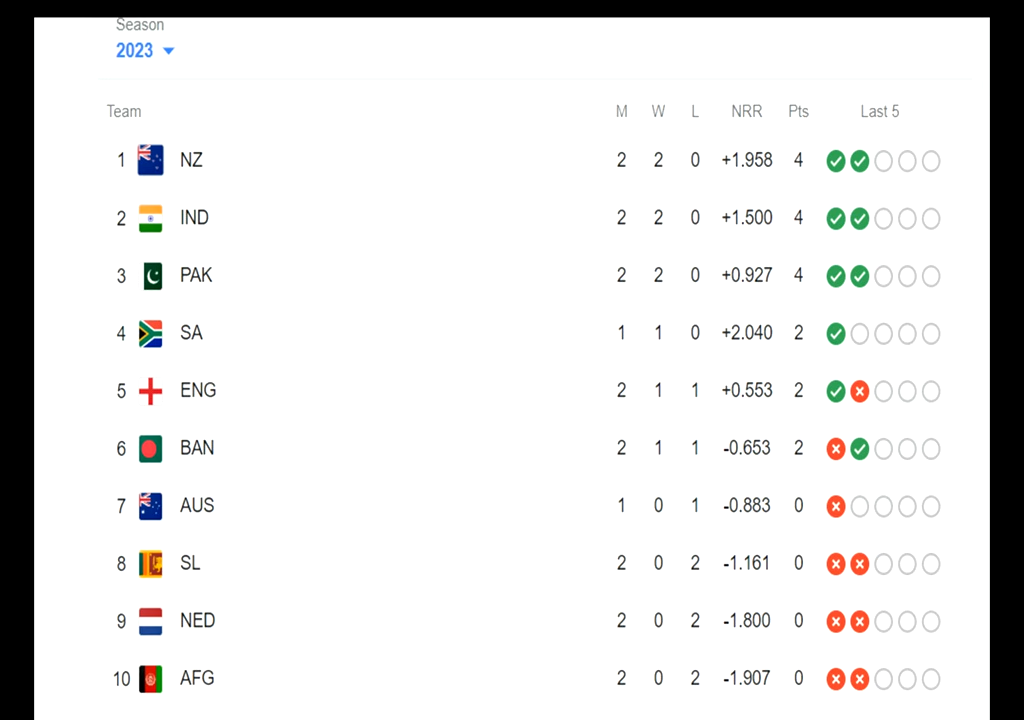 Season
2023
Team M W L NRR Pts Last 5
1 NZ 2 2 0 +1.958 4
2 IND 2 2 0 +1.500 4
3 PAK 2 2 0 +0.927 4
4 SA 1 1 0 +2.040 2
5 ENG 2 1 1 +0.553 2
6 BAN 2 1 1 -0.653 2
7 AUS 1 0 1 -0.883 0
8 SL 2 0 2 -1.161 0
9 NED 2 0 2 -1.800 0
10 AFG 2 0 2 -1.907 0